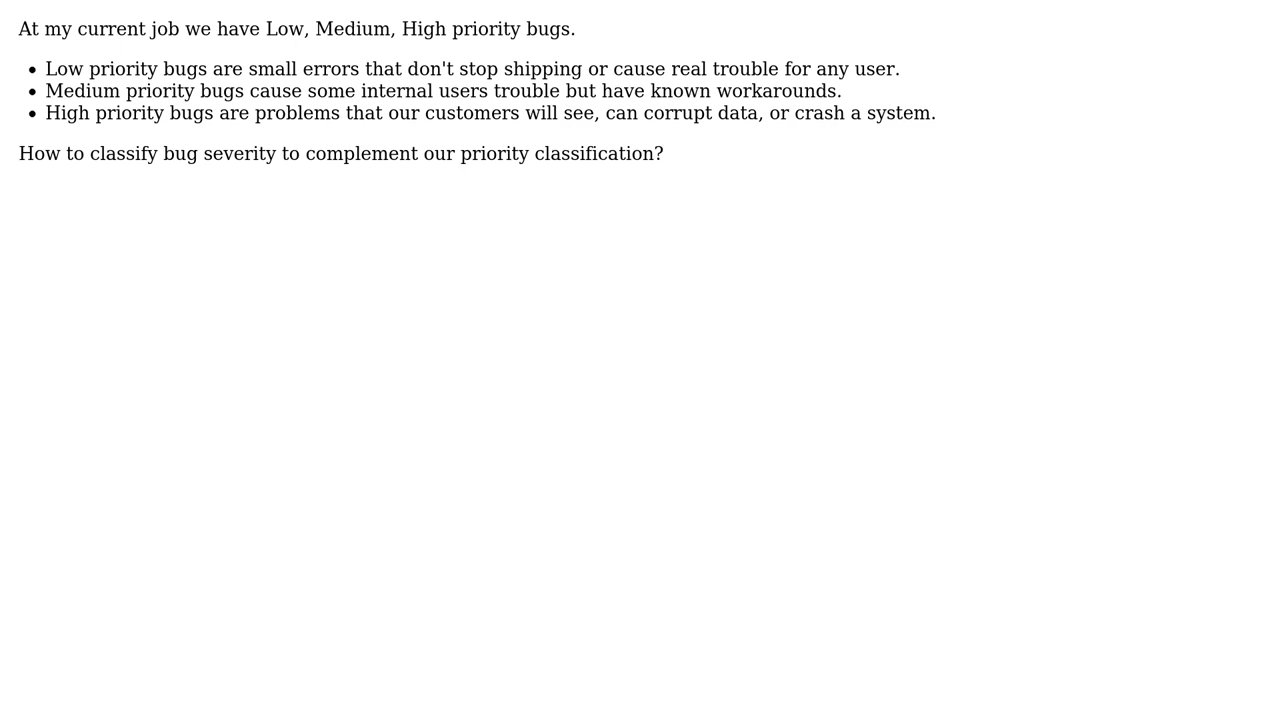 At my current job we have Low, Medium, High priority bugs.
• Low priority bugs are small errors that don't stop shipping or cause real trouble for any user.
• Medium priority bugs cause some internal users trouble but have known workarounds.
• High priority bugs are problems that our customers will see, can corrupt data, or crash a system.
How to classify bug severity to complement our priority classification?